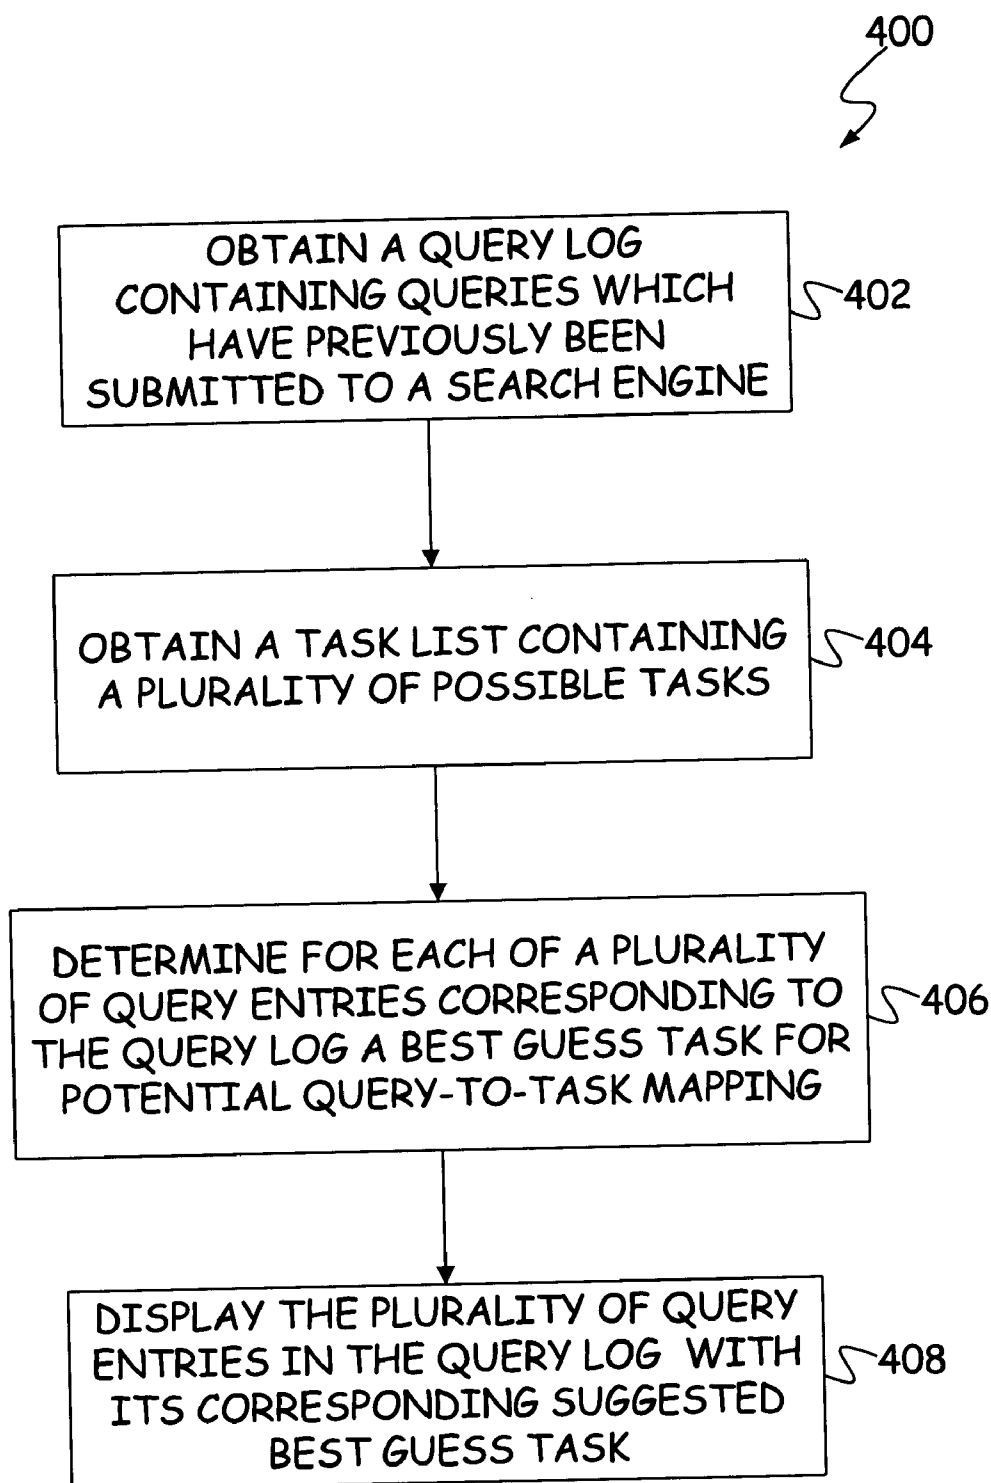 400
OBTAIN A QUERY LOG
CONTAINING QUERIES WHICH
HAVE PREVIOUSLY BEEN
SUBMITTED TO A SEARCH ENGINE
402
OBTAIN A TASK LIST CONTAINING
A PLURALITY OF POSSIBLE TASKS
404
DETERMINE FOR EACH OF A PLURALITY
OF QUERY ENTRIES CORRESPONDING TO
THE QUERY LOG A BEST GUESS TASK FOR
POTENTIAL QUERY-TO-TASK MAPPING
406
DISPLAY THE PLURALITY OF QUERY
ENTRIES IN THE QUERY LOG WITH
ITS CORRESPONDING SUGGESTED
BEST GUESS TASK
408